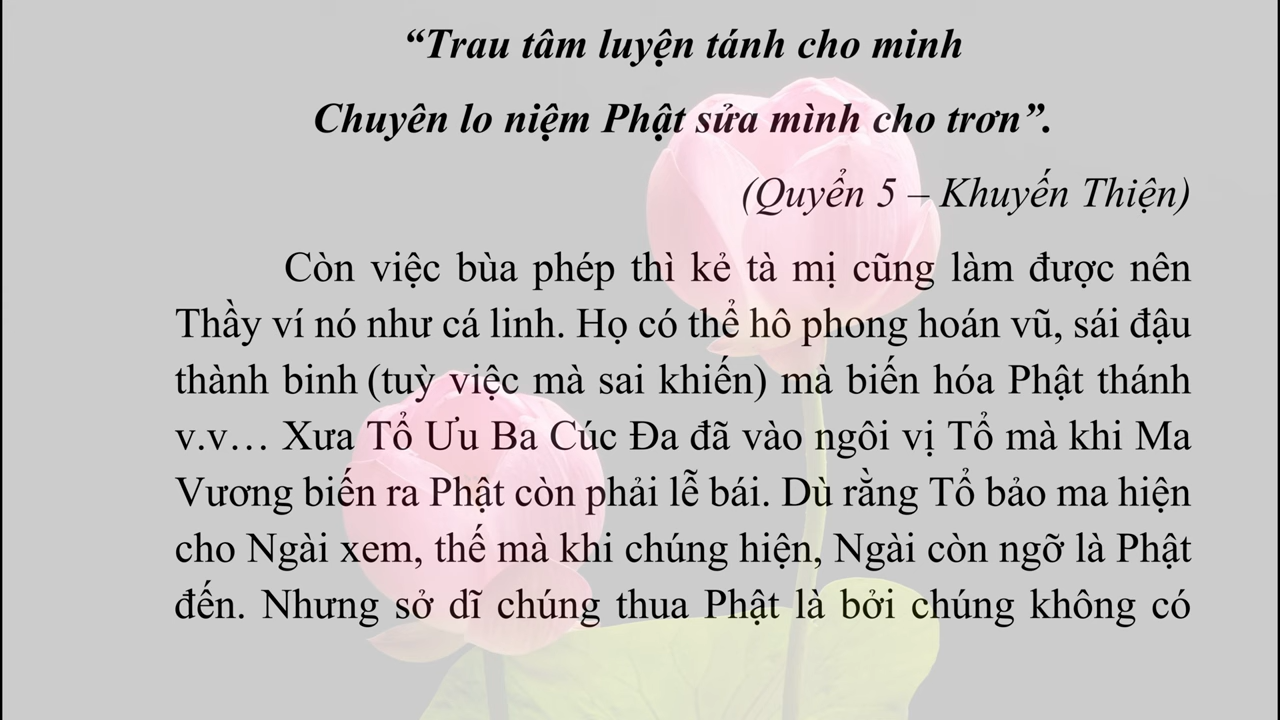 “Trau tâm luyện tánh cho minh
Chuyên lo niệm Phật sửa mình cho trơn”.
(Quyển 5 – Khuyến Thiện)
Còn việc bùa phép thì kẻ tà mị cũng làm được nên
Thầy ví nó như cá linh. Họ có thể hô phong hoán vũ, sái đậu
thành binh (tuỳ việc mà sai khiến) mà biến hóa Phật thánh
v.v… Xưa Tổ Ưu Ba Cúc Đa đã vào ngôi vị Tổ mà khi Ma
Vương biến ra Phật còn phải lễ bái. Dù rằng Tổ bảo ma hiện
cho Ngài xem, thế mà khi chúng hiện, Ngài còn ngỡ là Phật
đến. Nhưng sở dĩ chúng thua Phật là bởi chúng không có